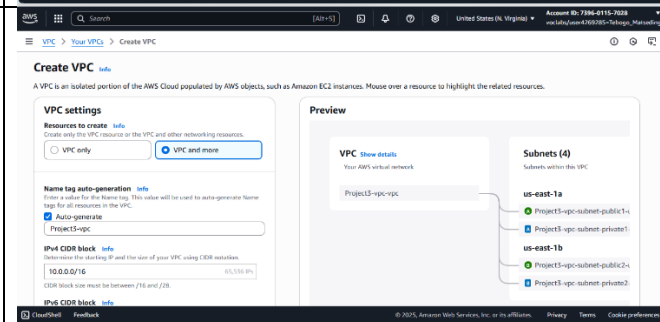 aws
Search
[Alt+S]
United States (N. Virginia)
Account ID: 7396-0115-7028
voclabs/user4269285=Tebogo_Matseding
VPC > Your VPCs > Create VPC
Create VPC Info
A VPC is an isolated portion of the AWS Cloud populated by AWS objects, such as Amazon EC2 instances. Mouse over a resource to highlight the related resources.
VPC settings
Resources to create Info
Create only the VPC resource or the VPC and other networking resources.
VPC only
VPC and more
Name tag auto-generation Info
Enter a value for the Name tag. This value will be used to auto-generate Name
tags for all resources in the VPC.
Auto-generate
Project3-vpc
IPv4 CIDR block Info
Determine the starting IP and the size of your VPC using CIDR notation.
10.0.0.0/16
65,536 IPs
CIDR block size must be between /16 and /28.
IPv6 CIDR block Info
Preview
VPC Show details
Your AWS virtual network
Project3-vpc-vpc
Subnets (4)
Subnets within this VPC
us-east-1a
A Project3-vpc-subnet-public1-u
A Project3-vpc-subnet-private1-
us-east-1b
B Project3-vpc-subnet-public2-u
B Project3-vpc-subnet-private2-
CloudShell Feedback
© 2025, Amazon Web Services, Inc. or its affiliates. Privacy Terms Cookie preferences